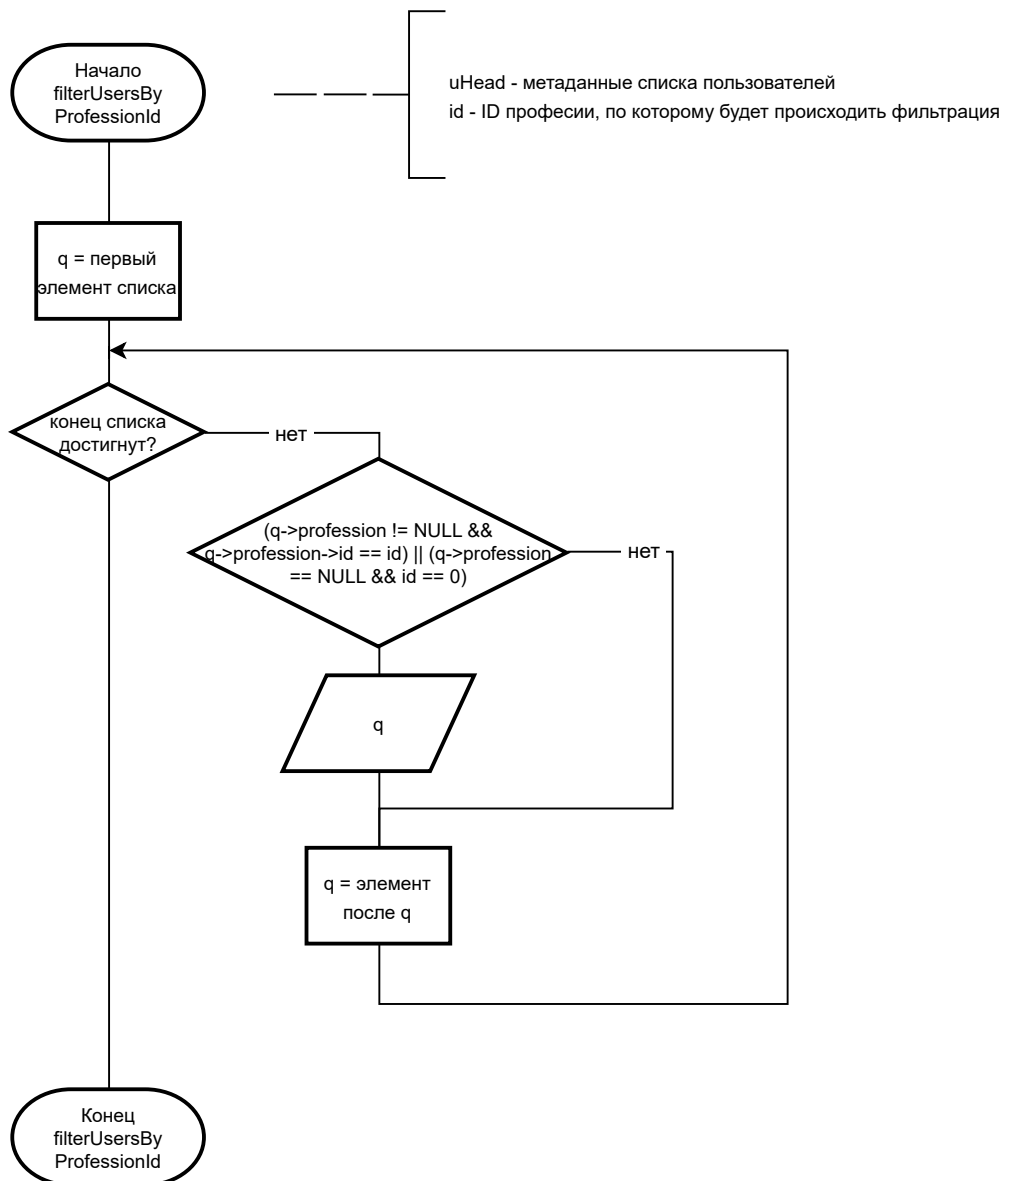 Начало
filterUsersBy
ProfessionId
uHead - метаданные списка пользователей
id - ID професии, по которому будет происходить фильтрация
q = первый
элемент списка
конец списка
достигнут?
нет
(q->profession != NULL &&
q->profession->id == id) || (q->profession
== NULL && id == 0)
нет
q
q = элемент
после q
Конец
filterUsersBy
ProfessionId